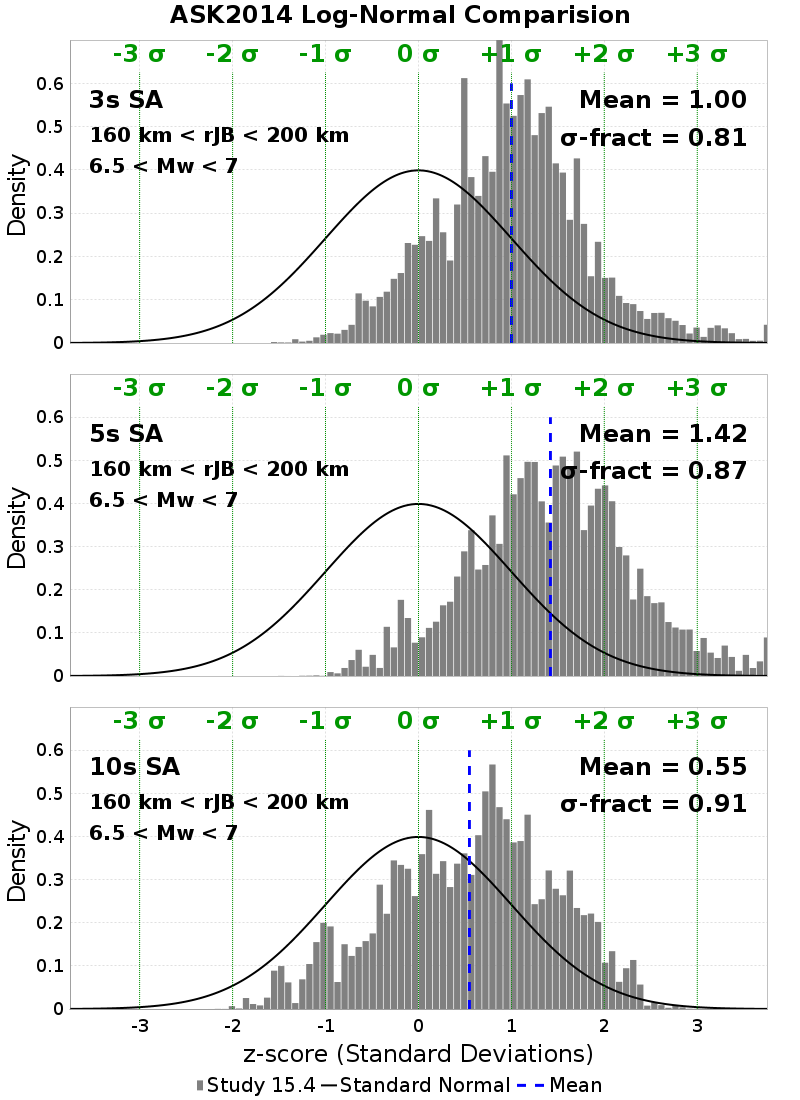 ASK2014 Log-Normal Comparision
-3 σ -2 σ -1 σ 0 σ +1 σ +2 σ +3 σ
0.6
0.5
0.4
0.3
0.2
0.1
0
Density
3s SA
160 km < rJB < 200 km
6.5 < Mw < 7
Mean = 1.00
σ-fract = 0.81
-3 σ -2 σ -1 σ 0 σ +1 σ +2 σ +3 σ
0.6
0.5
0.4
0.3
0.2
0.1
0
Density
5s SA
160 km < rJB < 200 km
6.5 < Mw < 7
Mean = 1.42
σ-fract = 0.87
-3 σ -2 σ -1 σ 0 σ +1 σ +2 σ +3 σ
0.6
0.5
0.4
0.3
0.2
0.1
0
Density
10s SA
160 km < rJB < 200 km
6.5 < Mw < 7
Mean = 0.55
σ-fract = 0.91
-3 -2 -1 0 1 2 3
z-score (Standard Deviations)
Study 15.4 Standard Normal Mean